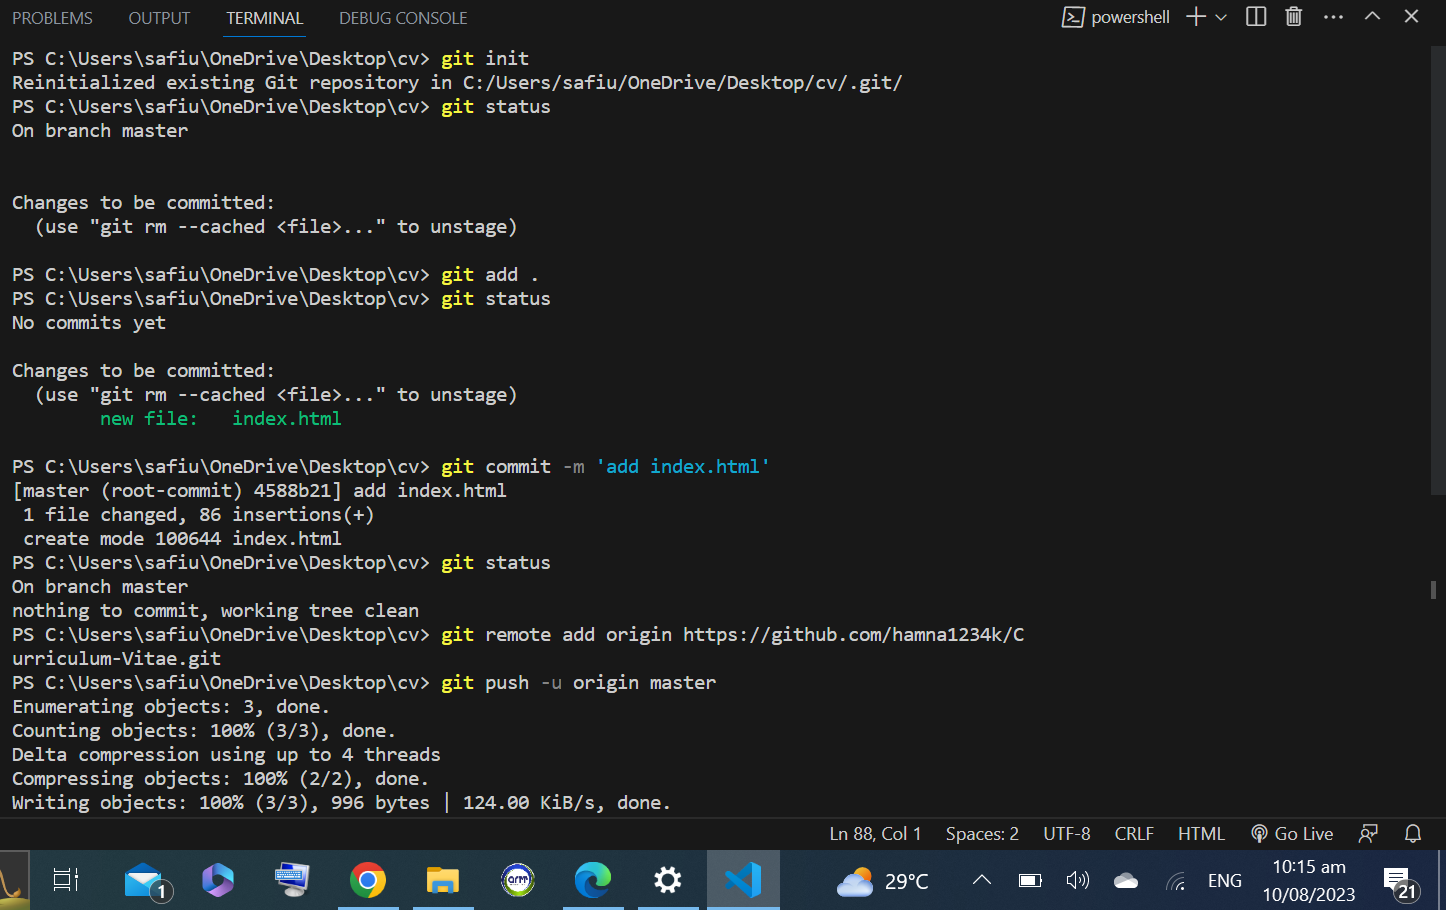 PROBLEMS OUTPUT TERMINAL DEBUG CONSOLE powershell
PS C:\Users\safiu\OneDrive\Desktop\cv> git init
Reinitialized existing Git repository in C:/Users/safiu/OneDrive/Desktop/cv/.git/
PS C:\Users\safiu\OneDrive\Desktop\cv> git status
On branch master
Changes to be committed:
  (use "git rm --cached <file>..." to unstage)
PS C:\Users\safiu\OneDrive\Desktop\cv> git add .
PS C:\Users\safiu\OneDrive\Desktop\cv> git status
No commits yet
Changes to be committed:
  (use "git rm --cached <file>..." to unstage)
        new file:   index.html
PS C:\Users\safiu\OneDrive\Desktop\cv> git commit -m 'add index.html'
[master (root-commit) 4588b21] add index.html
 1 file changed, 86 insertions(+)
 create mode 100644 index.html
PS C:\Users\safiu\OneDrive\Desktop\cv> git status
On branch master
nothing to commit, working tree clean
PS C:\Users\safiu\OneDrive\Desktop\cv> git remote add origin https://github.com/hamna1234k/C
urriculum-Vitae.git
PS C:\Users\safiu\OneDrive\Desktop\cv> git push -u origin master
Enumerating objects: 3, done.
Counting objects: 100% (3/3), done.
Delta compression using up to 4 threads
Compressing objects: 100% (2/2), done.
Writing objects: 100% (3/3), 996 bytes | 124.00 KiB/s, done.
Ln 88, Col 1 Spaces: 2 UTF-8 CRLF HTML Go Live
1 29°C ENG 10:15 am
10/08/2023 21